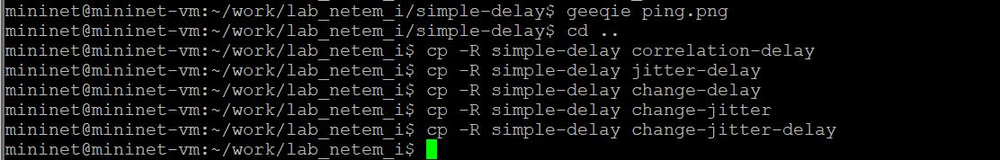 mininet@mininet-vm:~/work/lab_netem_i/simple-delay$ geeqie ping.png
mininet@mininet-vm:~/work/lab_netem_i/simple-delay$ cd ..
mininet@mininet-vm:~/work/lab_netem_i$ cp -R simple-delay correlation-delay
mininet@mininet-vm:~/work/lab_netem_i$ cp -R simple-delay jitter-delay
mininet@mininet-vm:~/work/lab_netem_i$ cp -R simple-delay change-delay
mininet@mininet-vm:~/work/lab_netem_i$ cp -R simple-delay change-jitter
mininet@mininet-vm:~/work/lab_netem_i$ cp -R simple-delay change-jitter-delay
mininet@mininet-vm:~/work/lab_netem_i$